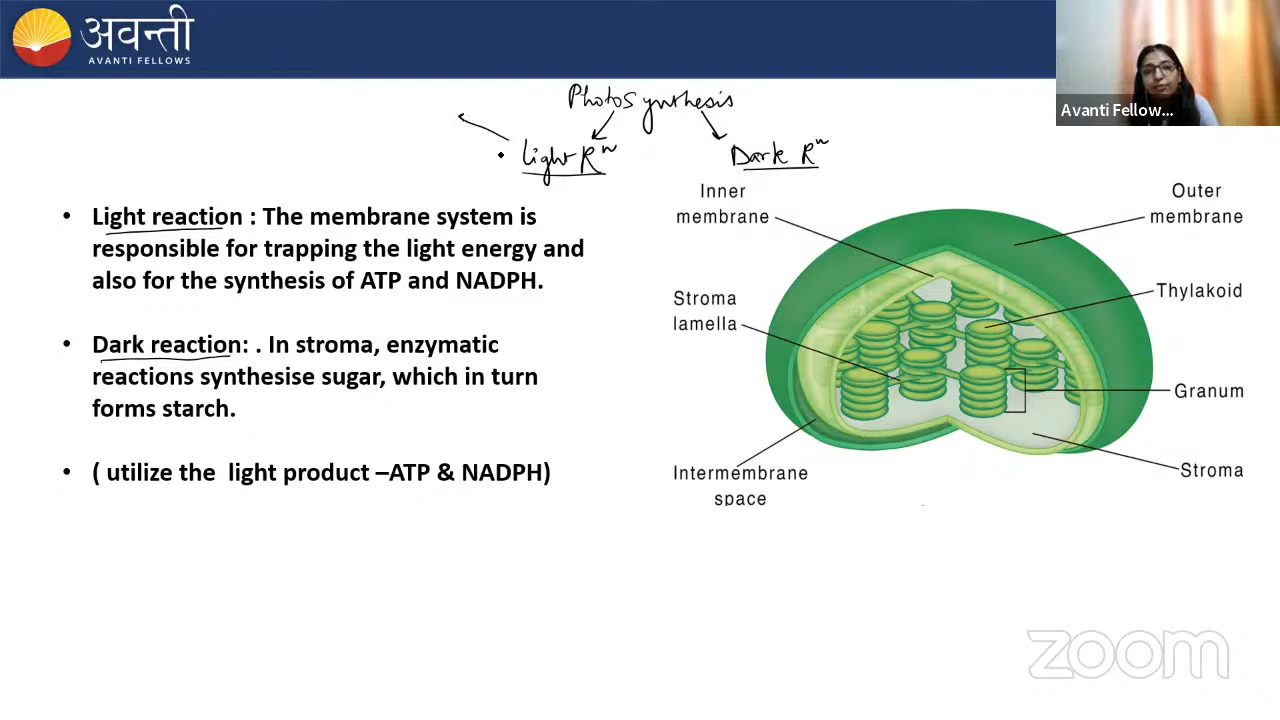 अवन्ती
AVANTI FELLOWS
Avanti Fellow...
Photosynthesis
Light Rn
Dark Rn
• Light reaction : The membrane system is
responsible for trapping the light energy and
also for the synthesis of ATP and NADPH.
• Dark reaction: . In stroma, enzymatic
reactions synthesise sugar, which in turn
forms starch.
• ( utilize the light product –ATP & NADPH)
Inner
membrane
Outer
membrane
Stroma
lamella
Thylakoid
Granum
Intermembrane
space
Stroma
zoom